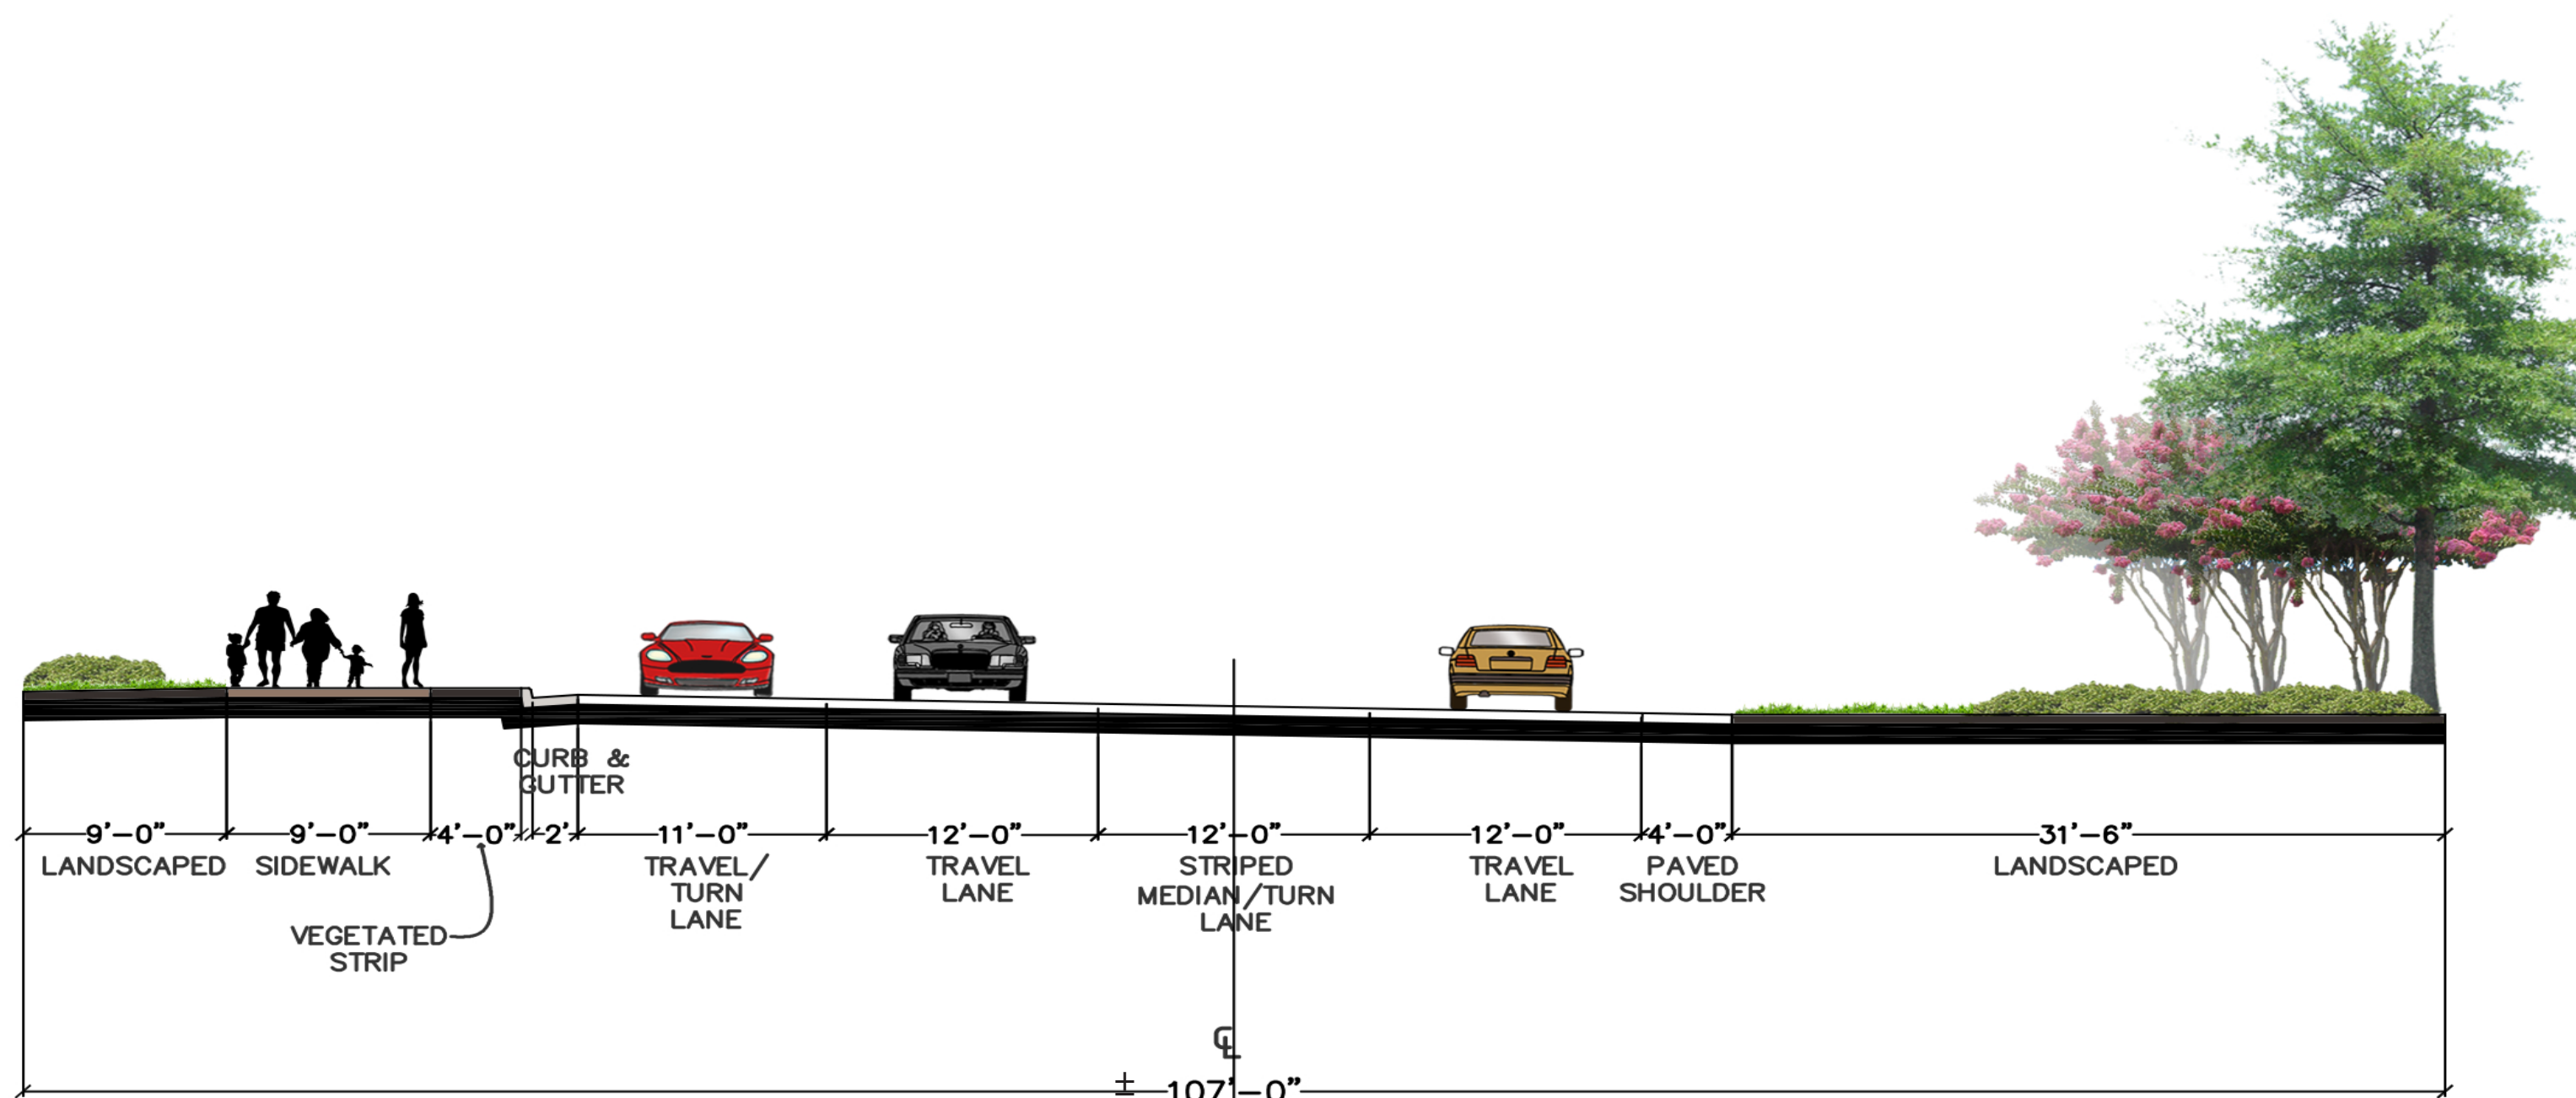 CURB &
GUTTER
9'-0" 9'-0" 4'-0" 2' 11'-0" 12'-0" 12'-0" 12'-0" 4'-0" 31'-6"
LANDSCAPED
SIDEWALK
VEGETATED
STRIP
TRAVEL/
TURN
LANE
TRAVEL
LANE
STRIPED
MEDIAN/TURN
LANE
TRAVEL
LANE
PAVED
SHOULDER
LANDSCAPED
℄
± 107'-0"